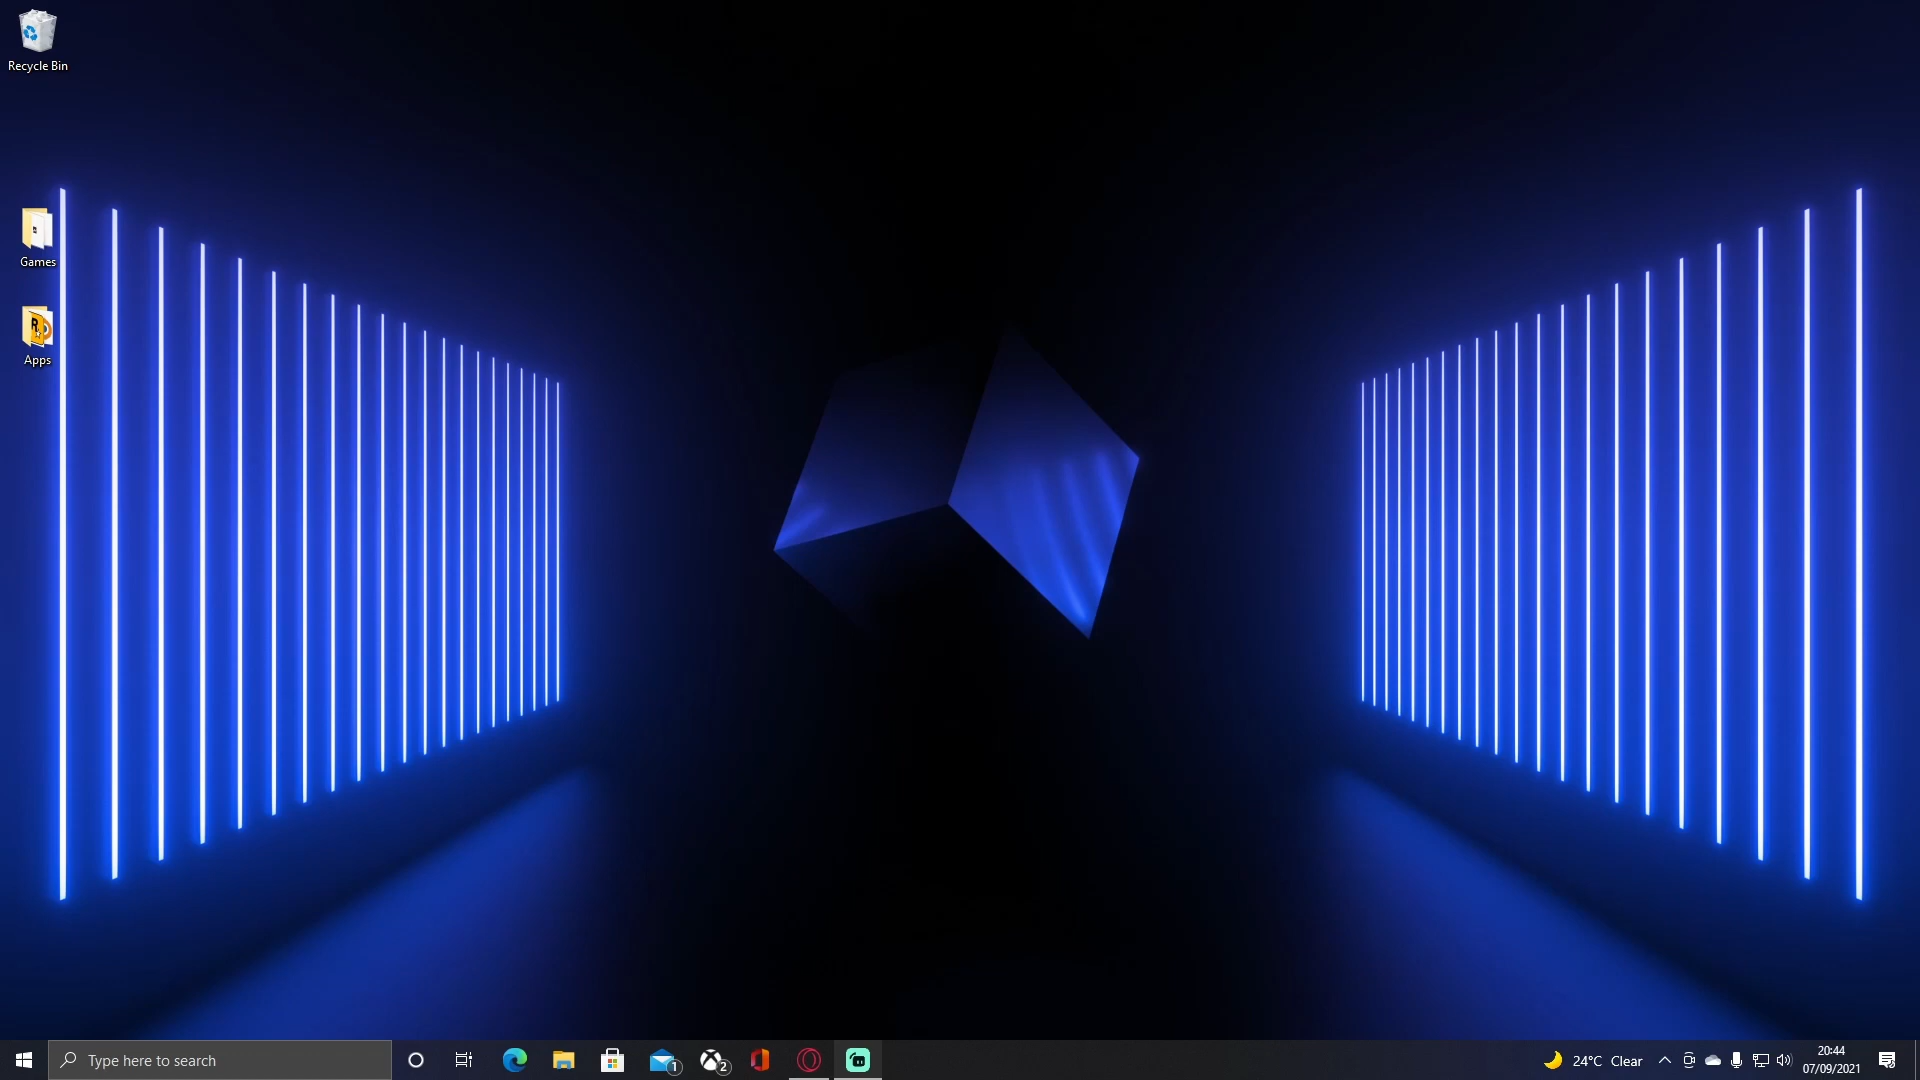 Recycle Bin
Games
Apps
Type here to search
1
2
24°C Clear
20:44
07/09/2021